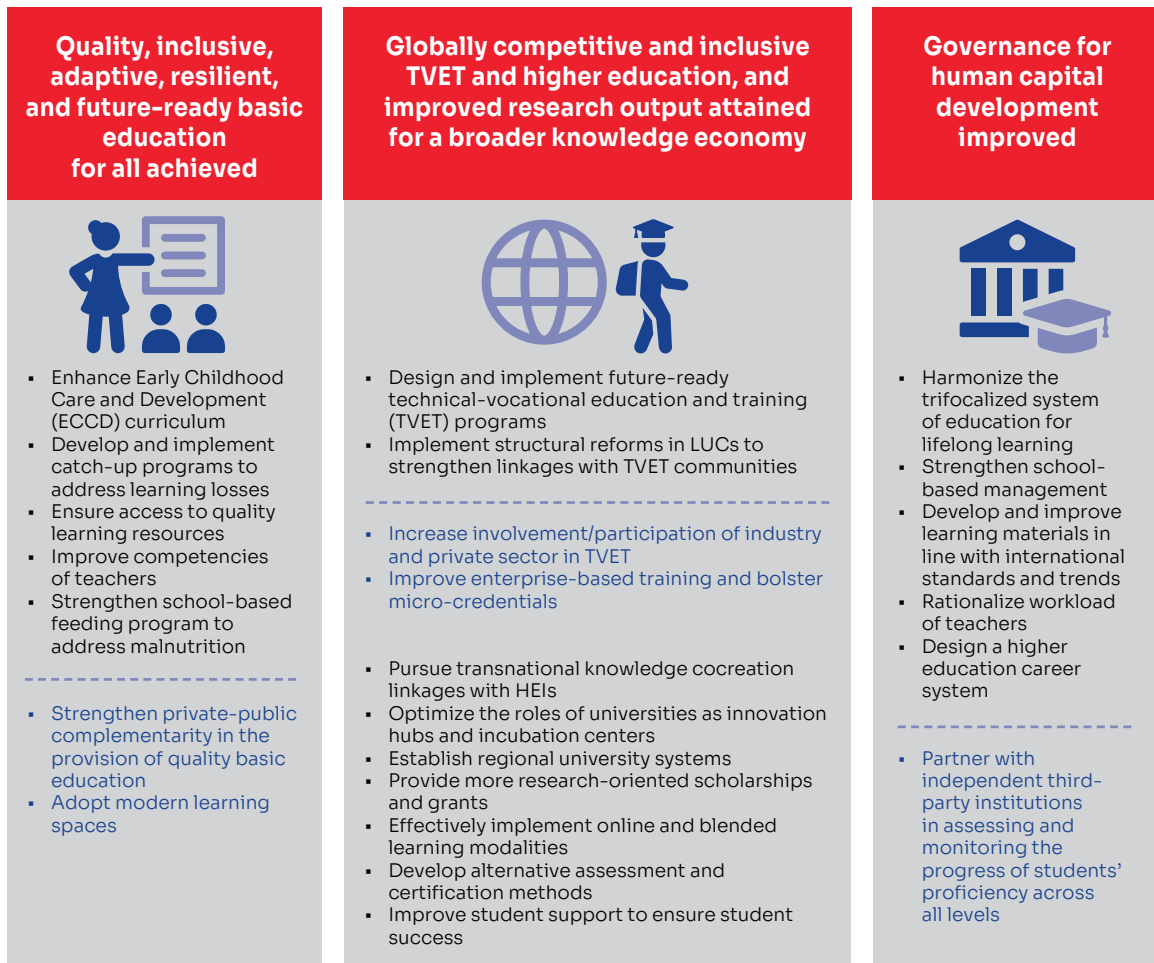 Quality, inclusive,
adaptive, resilient,
and future-ready basic
education
for all achieved
▪ Enhance Early Childhood
Care and Development
(ECCD) curriculum
▪ Develop and implement
catch-up programs to
address learning losses
▪ Ensure access to quality
learning resources
▪ Improve competencies
of teachers
▪ Strengthen school-based
feeding program to
address malnutrition
▪ Strengthen private-public
complementarity in the
provision of quality basic
education
▪ Adopt modern learning
spaces
Globally competitive and inclusive
TVET and higher education, and
improved research output attained
for a broader knowledge economy
▪ Design and implement future-ready
technical-vocational education and training
(TVET) programs
▪ Implement structural reforms in LUCs to
strengthen linkages with TVET communities
▪ Increase involvement/participation of industry
and private sector in TVET
▪ Improve enterprise-based training and bolster
micro-credentials
▪ Pursue transnational knowledge cocreation
linkages with HEIs
▪ Optimize the roles of universities as innovation
hubs and incubation centers
▪ Establish regional university systems
▪ Provide more research-oriented scholarships
and grants
▪ Effectively implement online and blended
learning modalities
▪ Develop alternative assessment and
certification methods
▪ Improve student support to ensure student
success
Governance for
human capital
development
improved
▪ Harmonize the
trifocalized system
of education for
lifelong learning
▪ Strengthen school-
based management
▪ Develop and improve
learning materials in
line with international
standards and trends
▪ Rationalize workload
of teachers
▪ Design a higher
education career
system
▪ Partner with
independent third-
party institutions
in assessing and
monitoring the
progress of students’
proficiency across
all levels